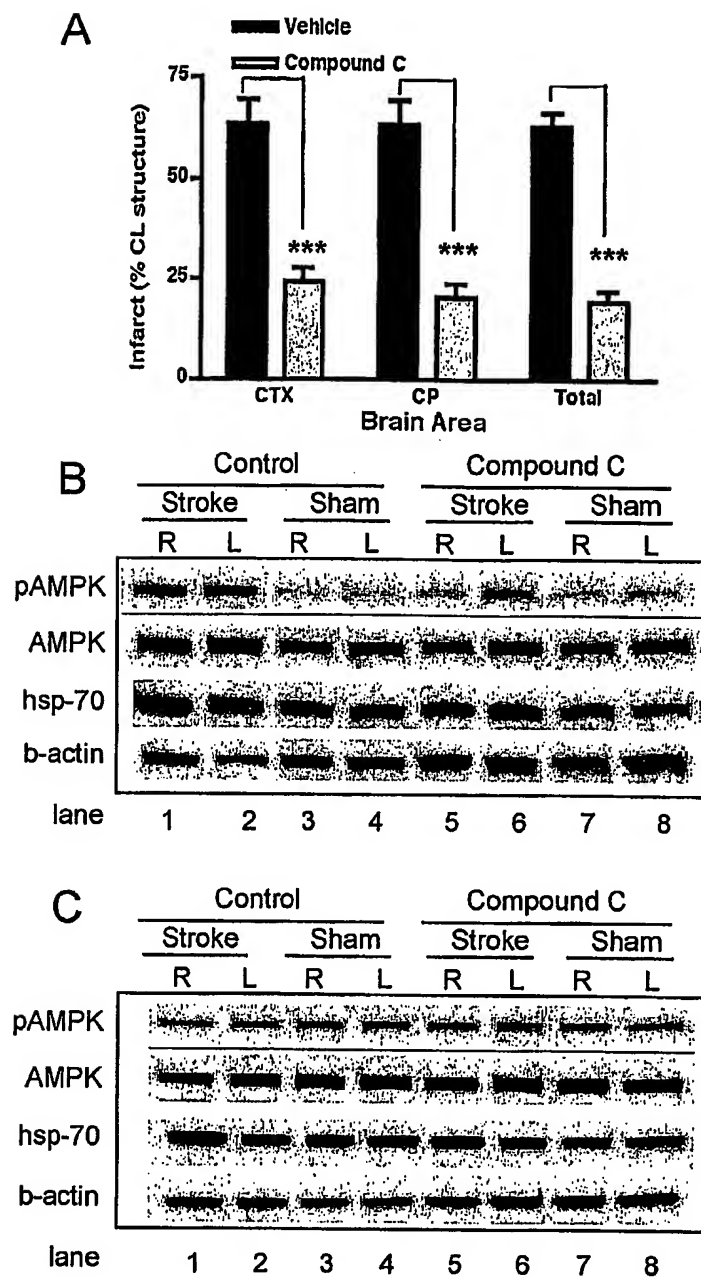 A
Vehicle
Compound C
75
50
25
0
Infarct (% CL structure)
***
***
***
CTX CP Total
Brain Area
B
Control Compound C
Stroke Sham Stroke Sham
R L R L R L R L
pAMPK
AMPK
hsp-70
b-actin
lane 1 2 3 4 5 6 7 8
C
Control Compound C
Stroke Sham Stroke Sham
R L R L R L R L
pAMPK
AMPK
hsp-70
b-actin
lane 1 2 3 4 5 6 7 8